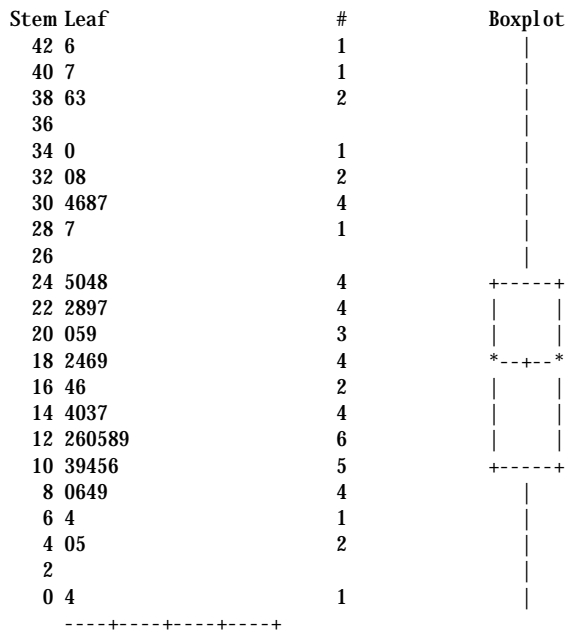 Stem Leaf # Boxplot
42 6 1 |
40 7 1 |
38 63 2 |
36 |
34 0 1 |
32 08 2 |
30 4687 4 |
28 7 1 |
26 |
24 5048 4 +-----+
22 2897 4 | |
20 059 3 | |
18 2469 4 *--+--*
16 46 2 | |
14 4037 4 | |
12 260589 6 | |
10 39456 5 +-----+
8 0649 4 |
6 4 1 |
4 05 2 |
2 |
0 4 1 |
----+----+----+----+